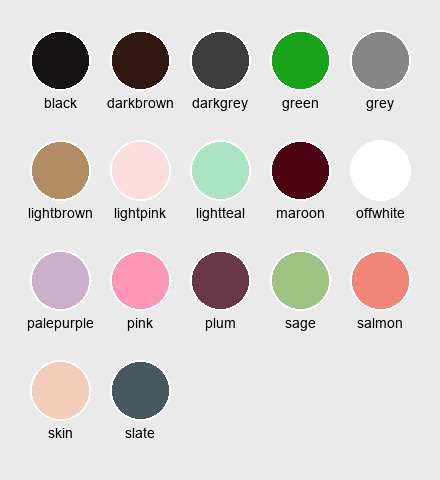 black darkbrown darkgrey green grey
lightbrown lightpink lightteal maroon offwhite
palepurple pink plum sage salmon
skin slate